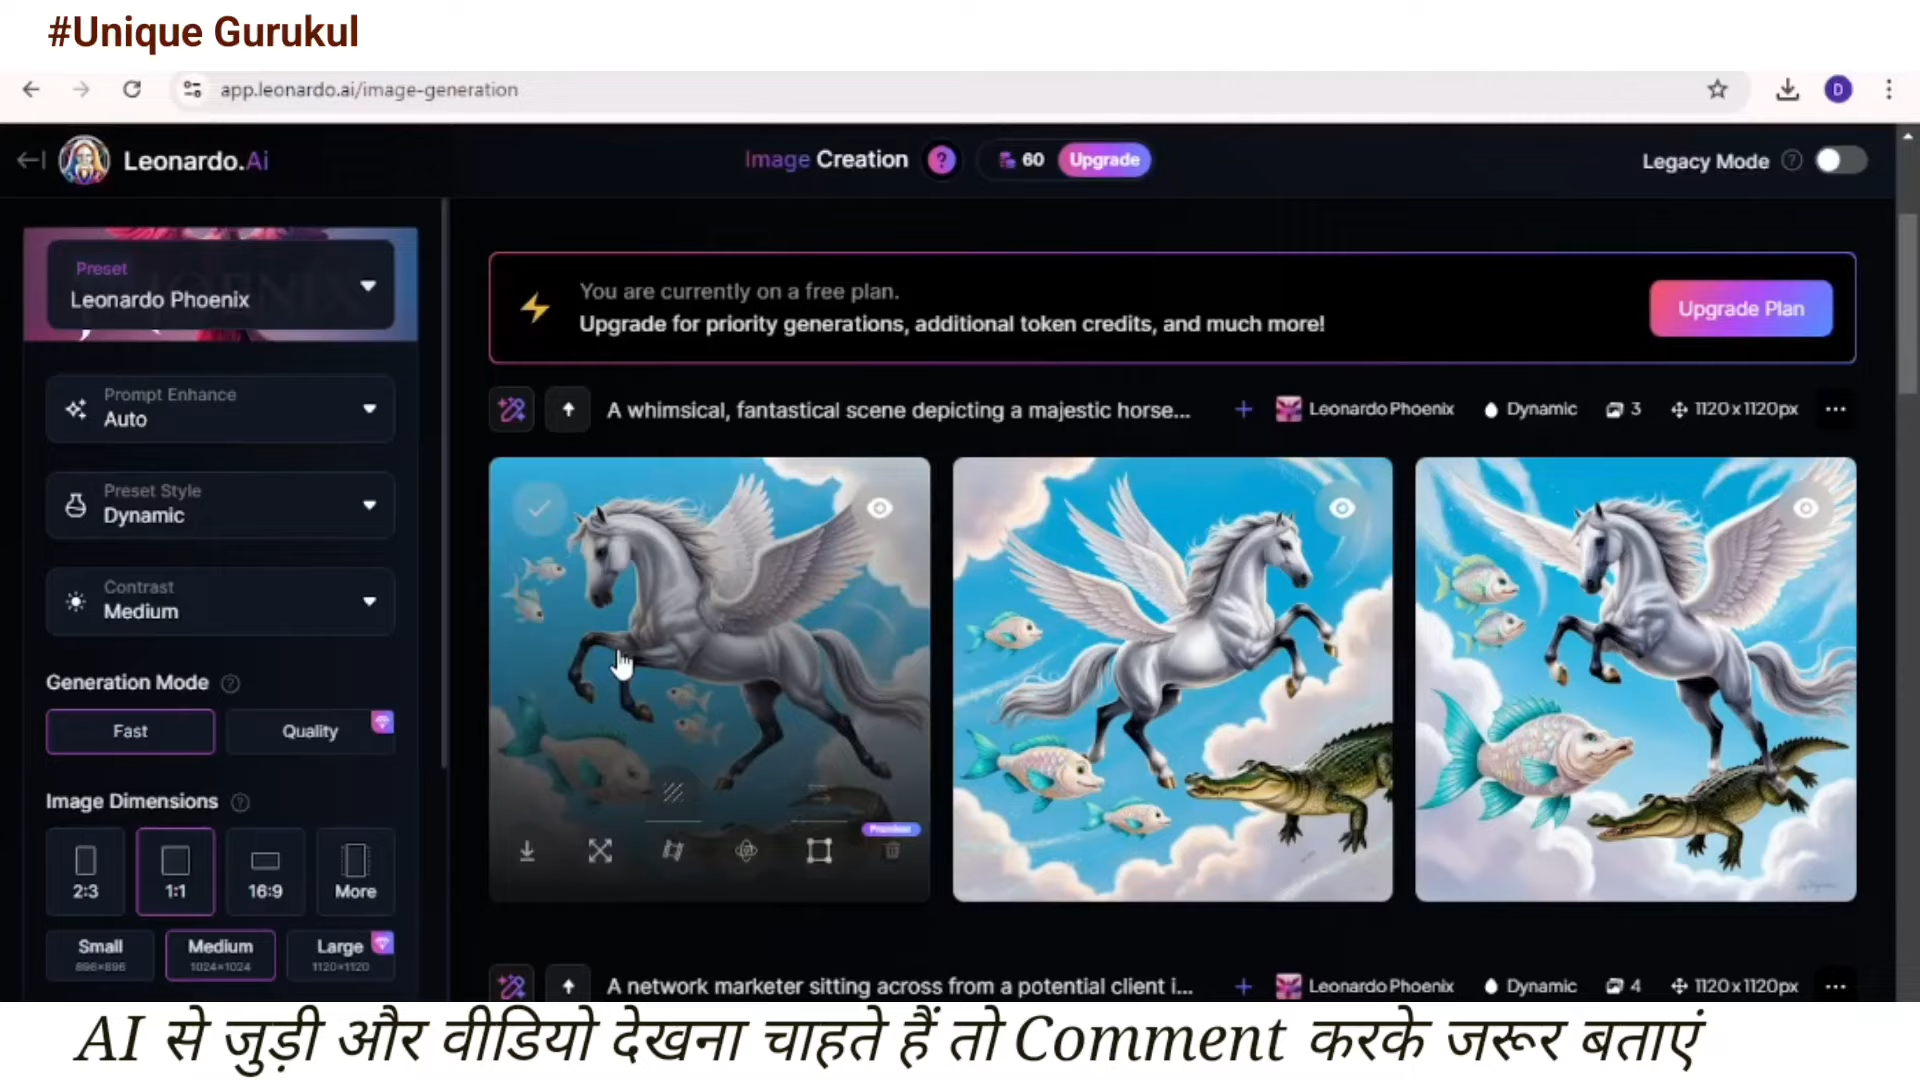 #Unique Gurukul
app.leonardo.ai/image-generation
D
Leonardo.Ai
Image Creation
?
60
Upgrade
Legacy Mode
Preset
Leonardo Phoenix
You are currently on a free plan.
Upgrade for priority generations, additional token credits, and much more!
Upgrade Plan
Prompt Enhance
Auto
A whimsical, fantastical scene depicting a majestic horse...
Leonardo Phoenix
Dynamic
3
1120x1120px
Preset Style
Dynamic
Contrast
Medium
Generation Mode
Fast
Quality
Image Dimensions
2:3
1:1
16:9
More
Small
896×896
Medium
1024×1024
Large
1120×1120
Premium
A network marketer sitting across from a potential client i...
Leonardo Phoenix
Dynamic
4
1120x1120px
AI से जुड़ी और वीडियो देखना चाहते हैं तो Comment करके जरूर बताएं